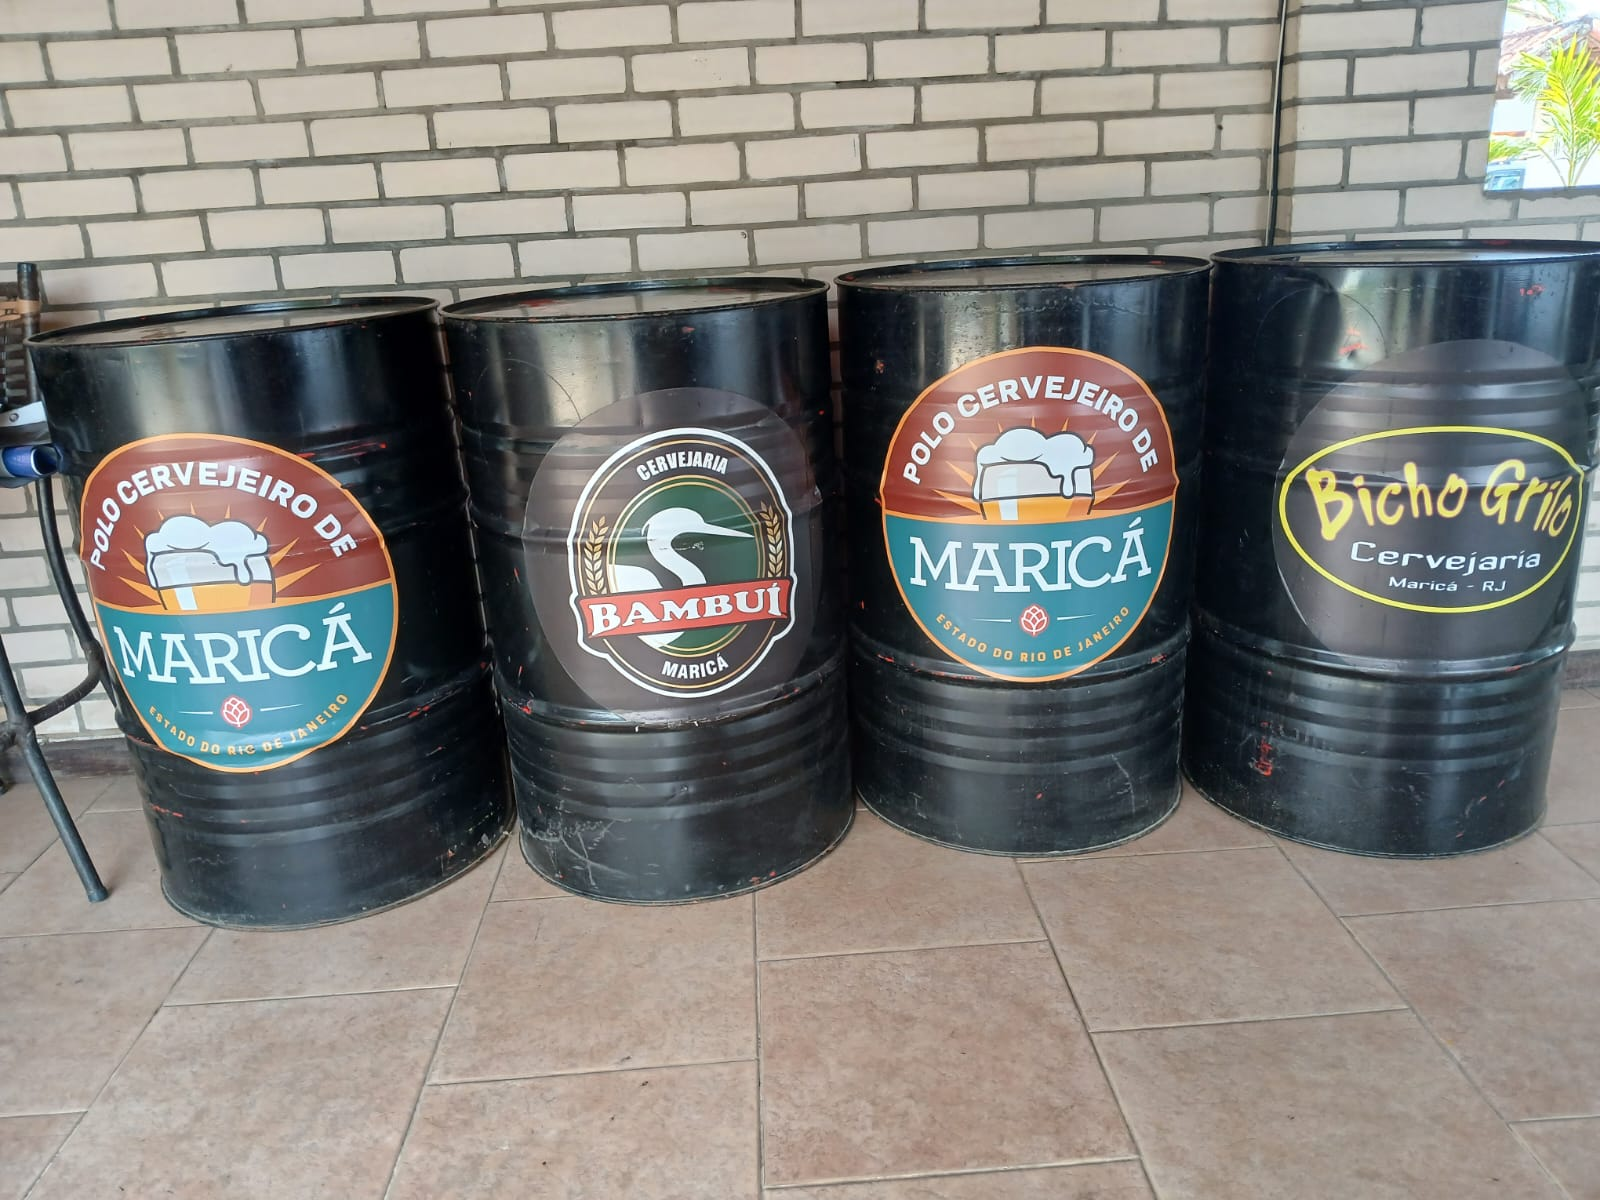 POLO CERVEJEIRO DE
MARICÁ
ESTADO DO RIO DE JANEIRO
CERVEJARIA
BAMBUÍ
MARICÁ
POLO CERVEJEIRO DE
MARICÁ
ESTADO DO RIO DE JANEIRO
Bicho Grilo
Cervejaria
Maricá - RJ